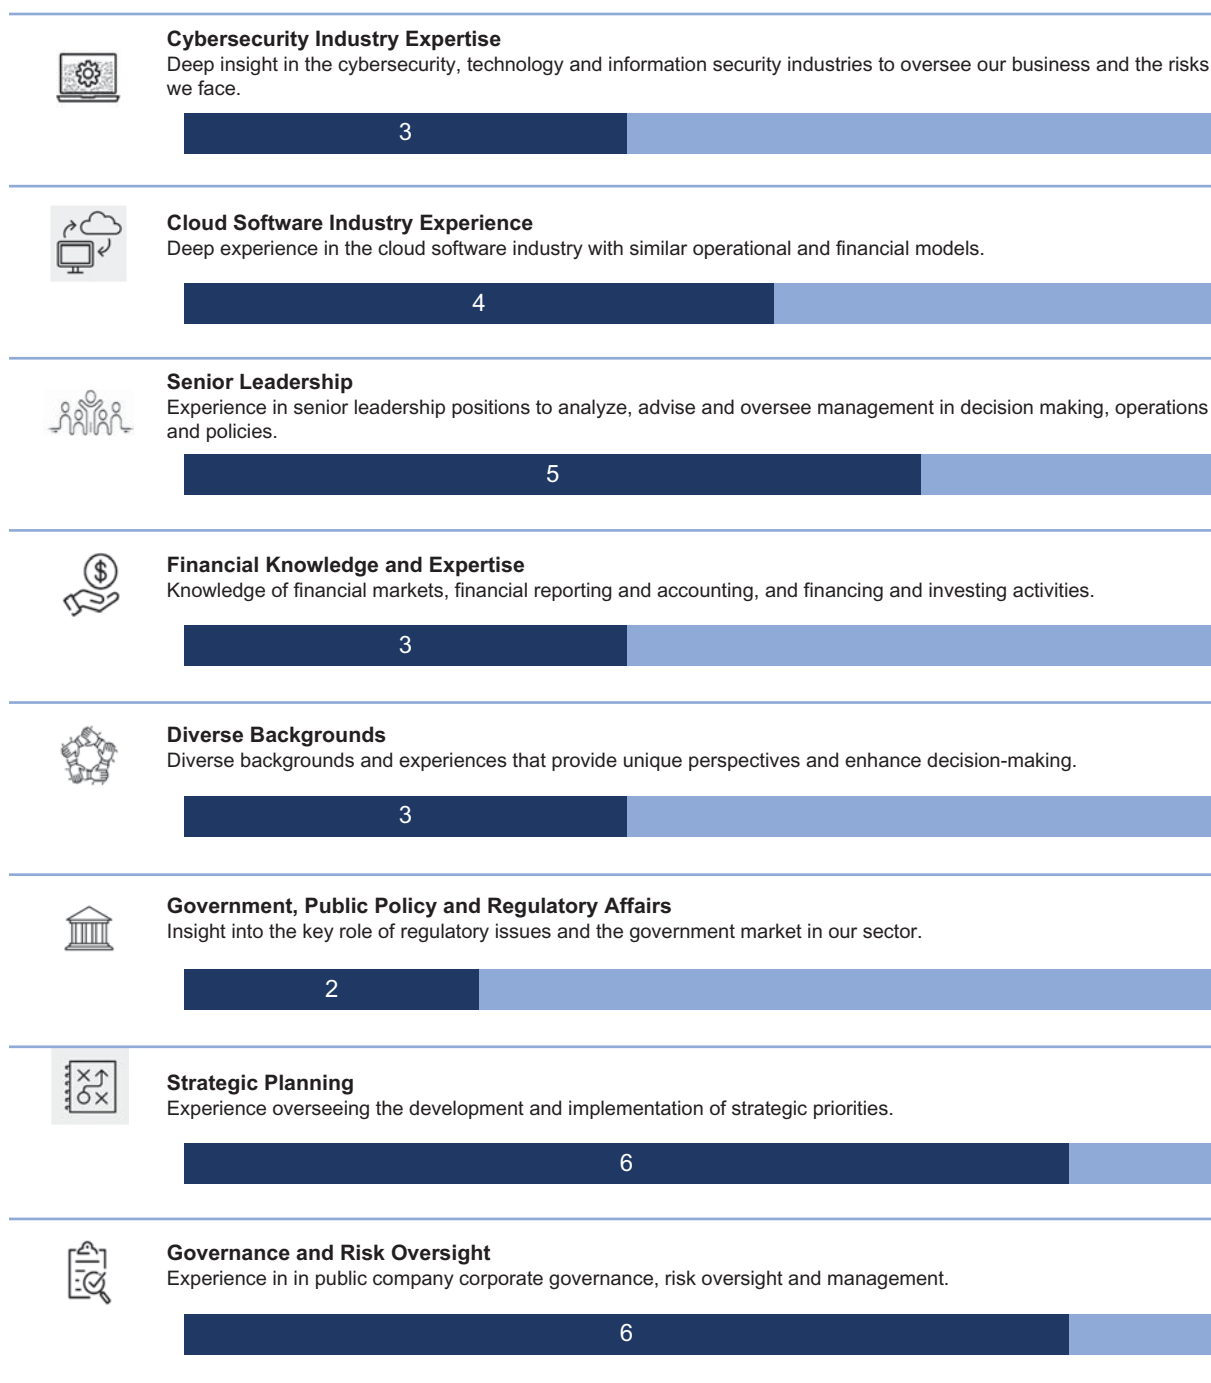 Cybersecurity Industry Expertise
Deep insight in the cybersecurity, technology and information security industries to oversee our business and the risks
we face.
3
Cloud Software Industry Experience
Deep experience in the cloud software industry with similar operational and financial models.
4
Senior Leadership
Experience in senior leadership positions to analyze, advise and oversee management in decision making, operations
and policies.
5
Financial Knowledge and Expertise
Knowledge of financial markets, financial reporting and accounting, and financing and investing activities.
3
Diverse Backgrounds
Diverse backgrounds and experiences that provide unique perspectives and enhance decision-making.
3
Government, Public Policy and Regulatory Affairs
Insight into the key role of regulatory issues and the government market in our sector.
2
Strategic Planning
Experience overseeing the development and implementation of strategic priorities.
6
Governance and Risk Oversight
Experience in in public company corporate governance, risk oversight and management.
6